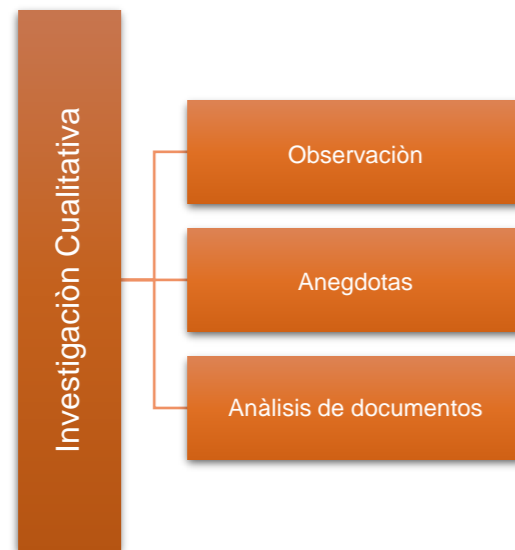 Investigaciòn Cualitativa
Observaciòn
Anegdotas
Anàlisis de documentos